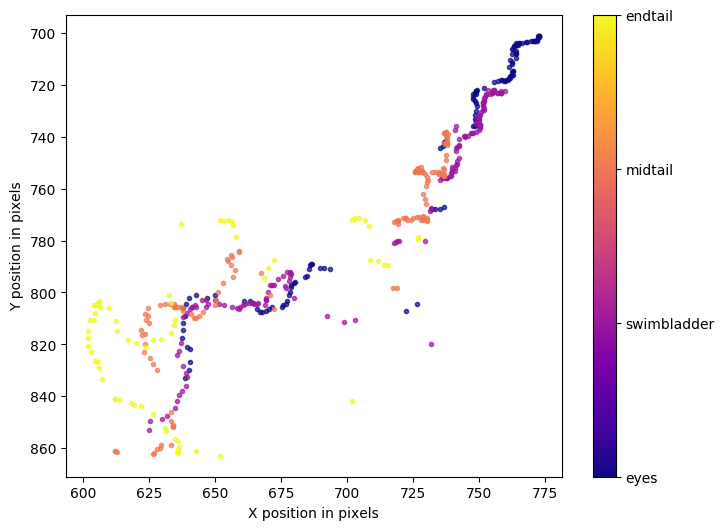 700
720
740
760
780
800
820
840
860
Y position in pixels
600
625
650
675
700
725
750
775
X position in pixels
endtail
midtail
swimbladder
eyes